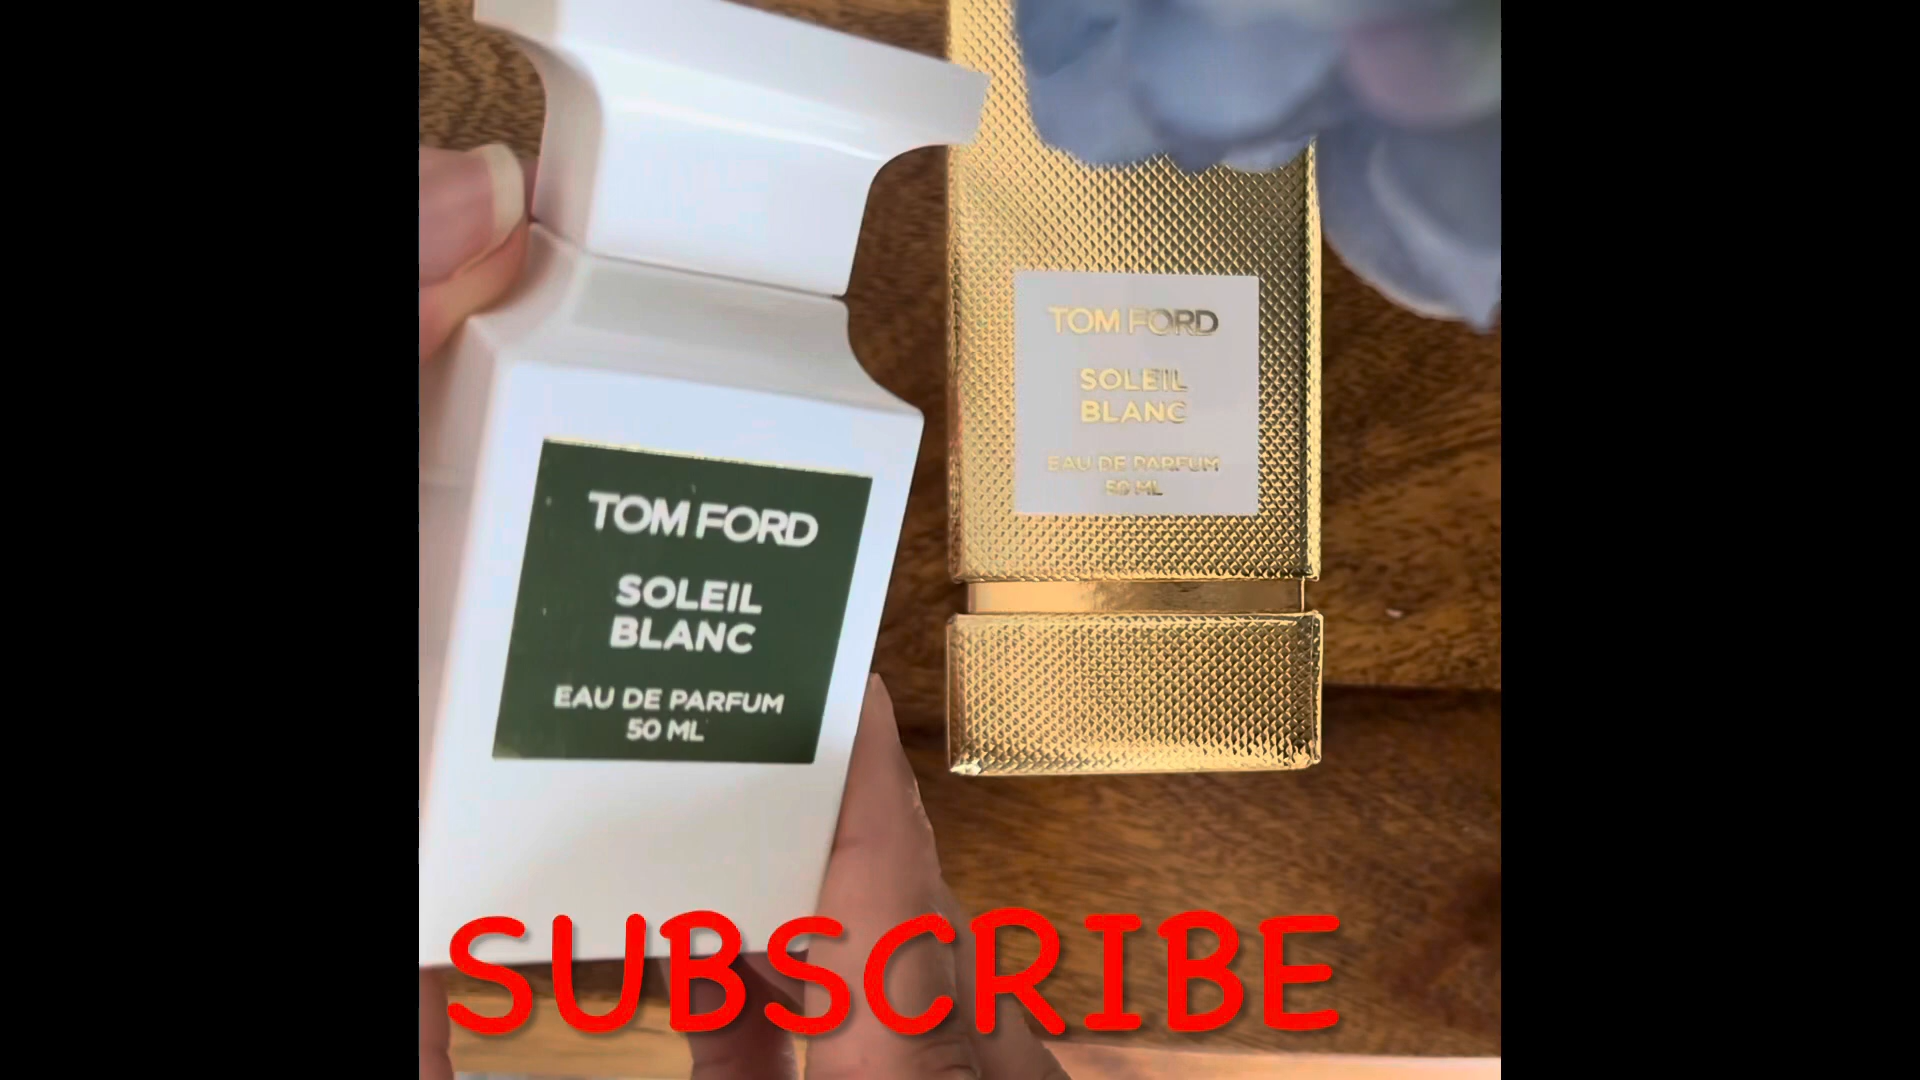 TOM FORD
SOLEIL
BLANC
EAU DE PARFUM
50 ML
TOM FORD
SOLEIL
BLANC
EAU DE PARFUM
50 ML
SUBSCRIBE